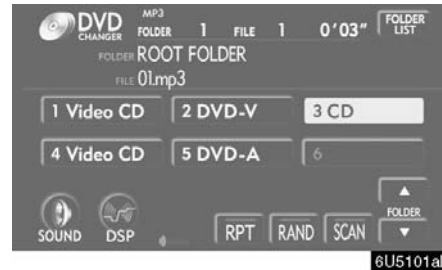 DVD CHANGER MP3 FOLDER 1 FILE 1 0'03" FOLDER LIST
FOLDER ROOT FOLDER
FILE 01.mp3
1 Video CD 2 DVD-V 3 CD
4 Video CD 5 DVD-A 6
SOUND DSP RPT RAND SCAN FOLDER
6U5101a